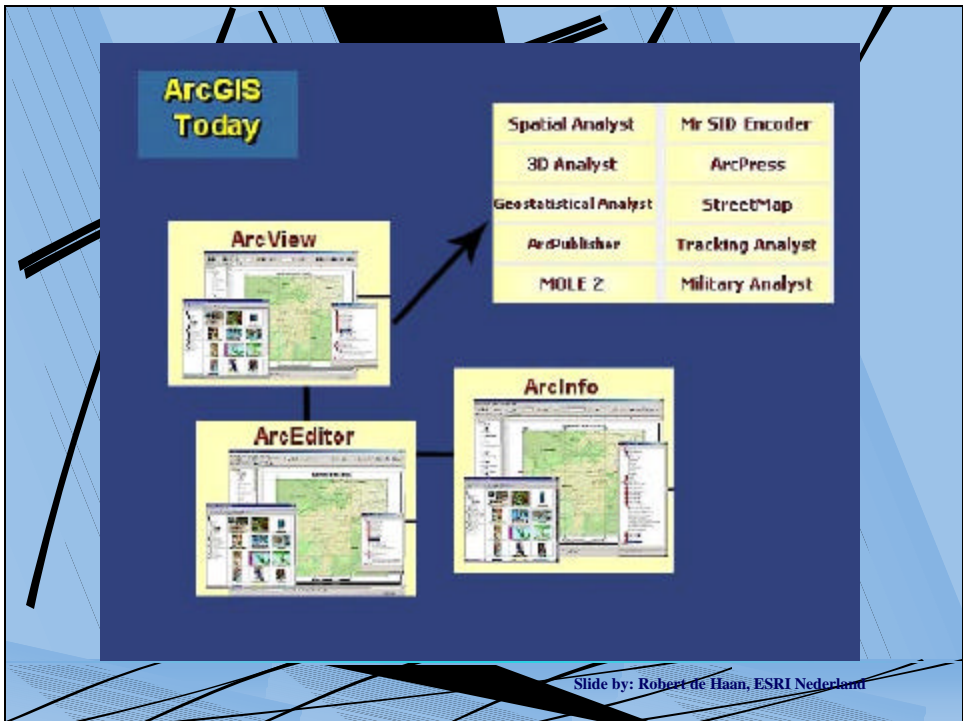 ArcGIS
Today
Spatial Analyst
Mr SID Encoder
3D Analyst
ArcPress
Geostatistical Analyst
StreetMap
ArcPublisher
Tracking Analyst
MOLE 2
Military Analyst
ArcView
ArcInfo
ArcEditor
Slide by: Robert de Haan, ESRI Nederland